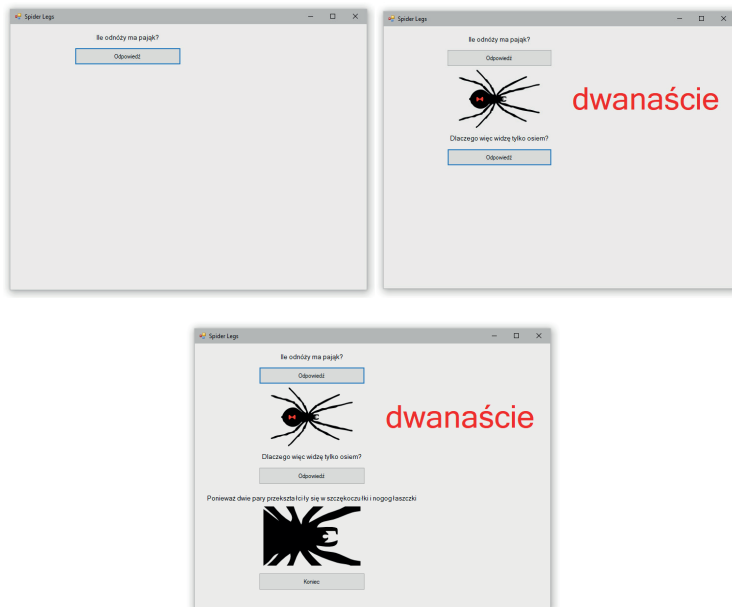 Spider Legs
Ile odnóży ma pająk?
Odpowiedź
Spider Legs
Ile odnóży ma pająk?
Odpowiedź
dwanaście
Dlaczego więc widzę tylko osiem?
Odpowiedź
Spider Legs
Ile odnóży ma pająk?
Odpowiedź
dwanaście
Dlaczego więc widzę tylko osiem?
Odpowiedź
Ponieważ dwie pary przekształciły się w szczękoczułki i nogogłaszczki
Koniec